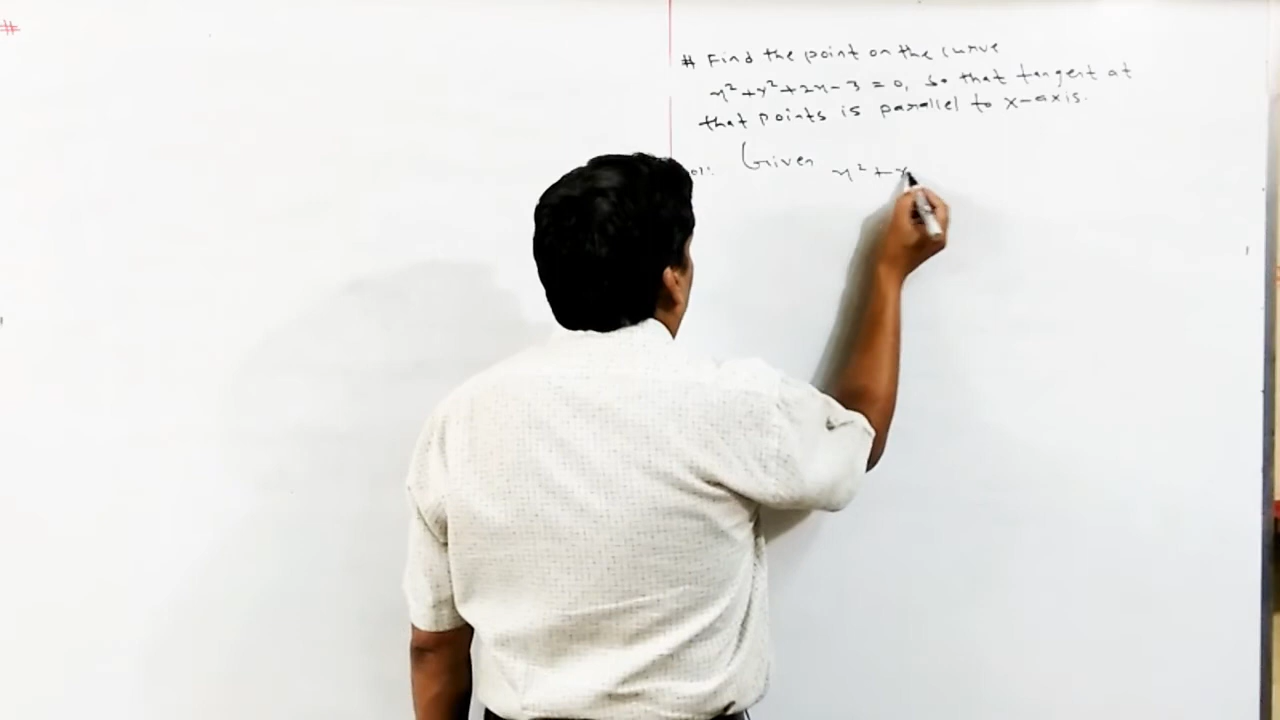 #
# Find the point on the curve
x² + y² + 2x - 3 = 0, so that tangent at
that points is parallel to x-axis.
Given x² + y